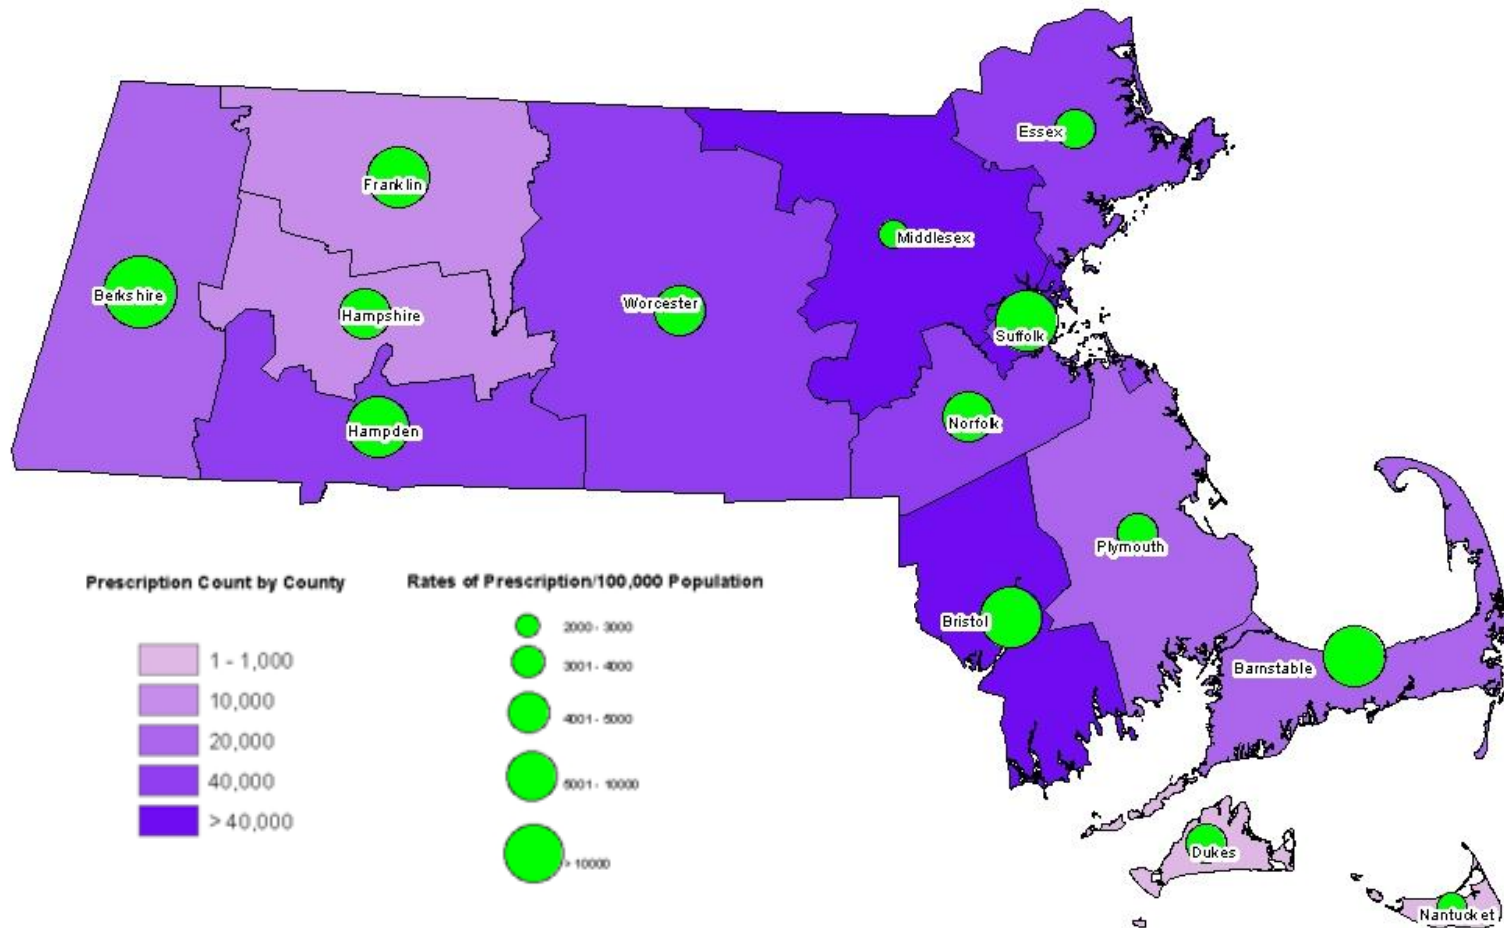 Essex
Franklin
Middlesex
Berkshire
Hampshire
Worcester
Suffolk
Hampden
Norfolk
Plymouth
Bristol
Barnstable
Dukes
Nantucket
Prescription Count by County
1 - 1,000
10,000
20,000
40,000
> 40,000
Rates of Prescription/100,000 Population
2000 - 3000
3001 - 4000
4001 - 5000
5001 - 10000
> 10000